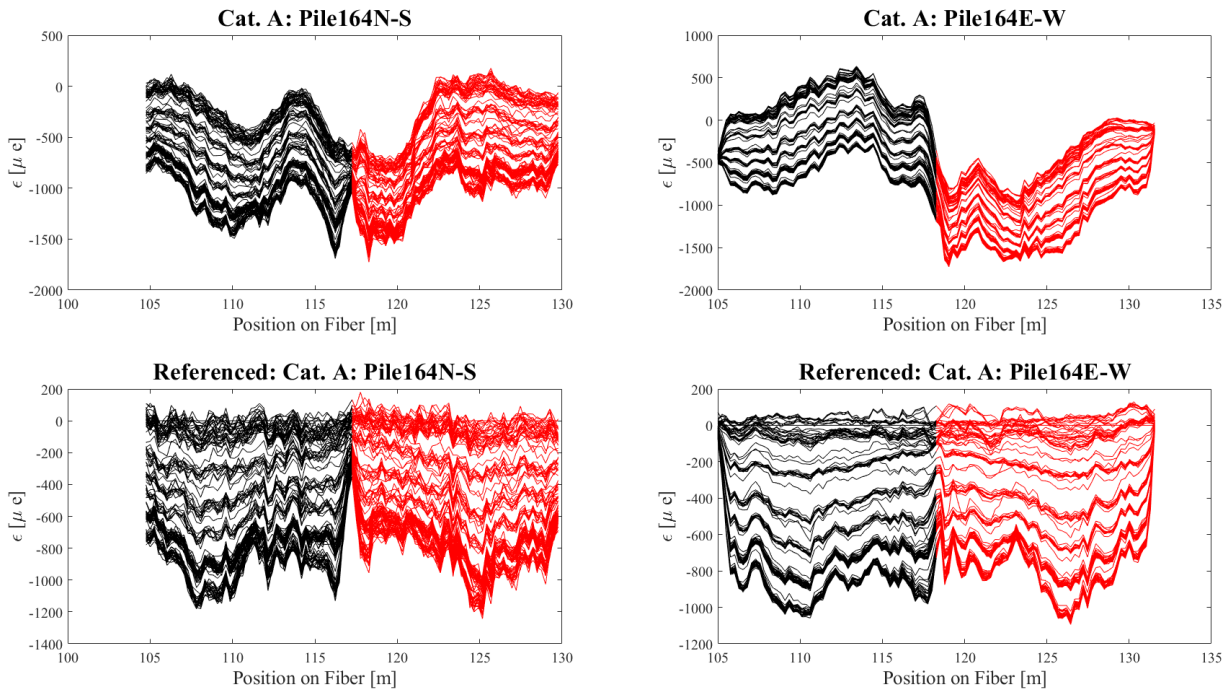 Cat. A: Pile164N-S
500
0
-500
-1000
-1500
-2000
ϵ [μ ϵ]
100 105 110 115 120 125 130
Position on Fiber [m]
Cat. A: Pile164E-W
1000
500
0
-500
-1000
-1500
-2000
ϵ [μ ϵ]
105 110 115 120 125 130 135
Position on Fiber [m]
Referenced: Cat. A: Pile164N-S
200
0
-200
-400
-600
-800
-1000
-1200
-1400
ϵ [μ ϵ]
100 105 110 115 120 125 130
Position on Fiber [m]
Referenced: Cat. A: Pile164E-W
200
0
-200
-400
-600
-800
-1000
-1200
ϵ [μ ϵ]
105 110 115 120 125 130 135
Position on Fiber [m]